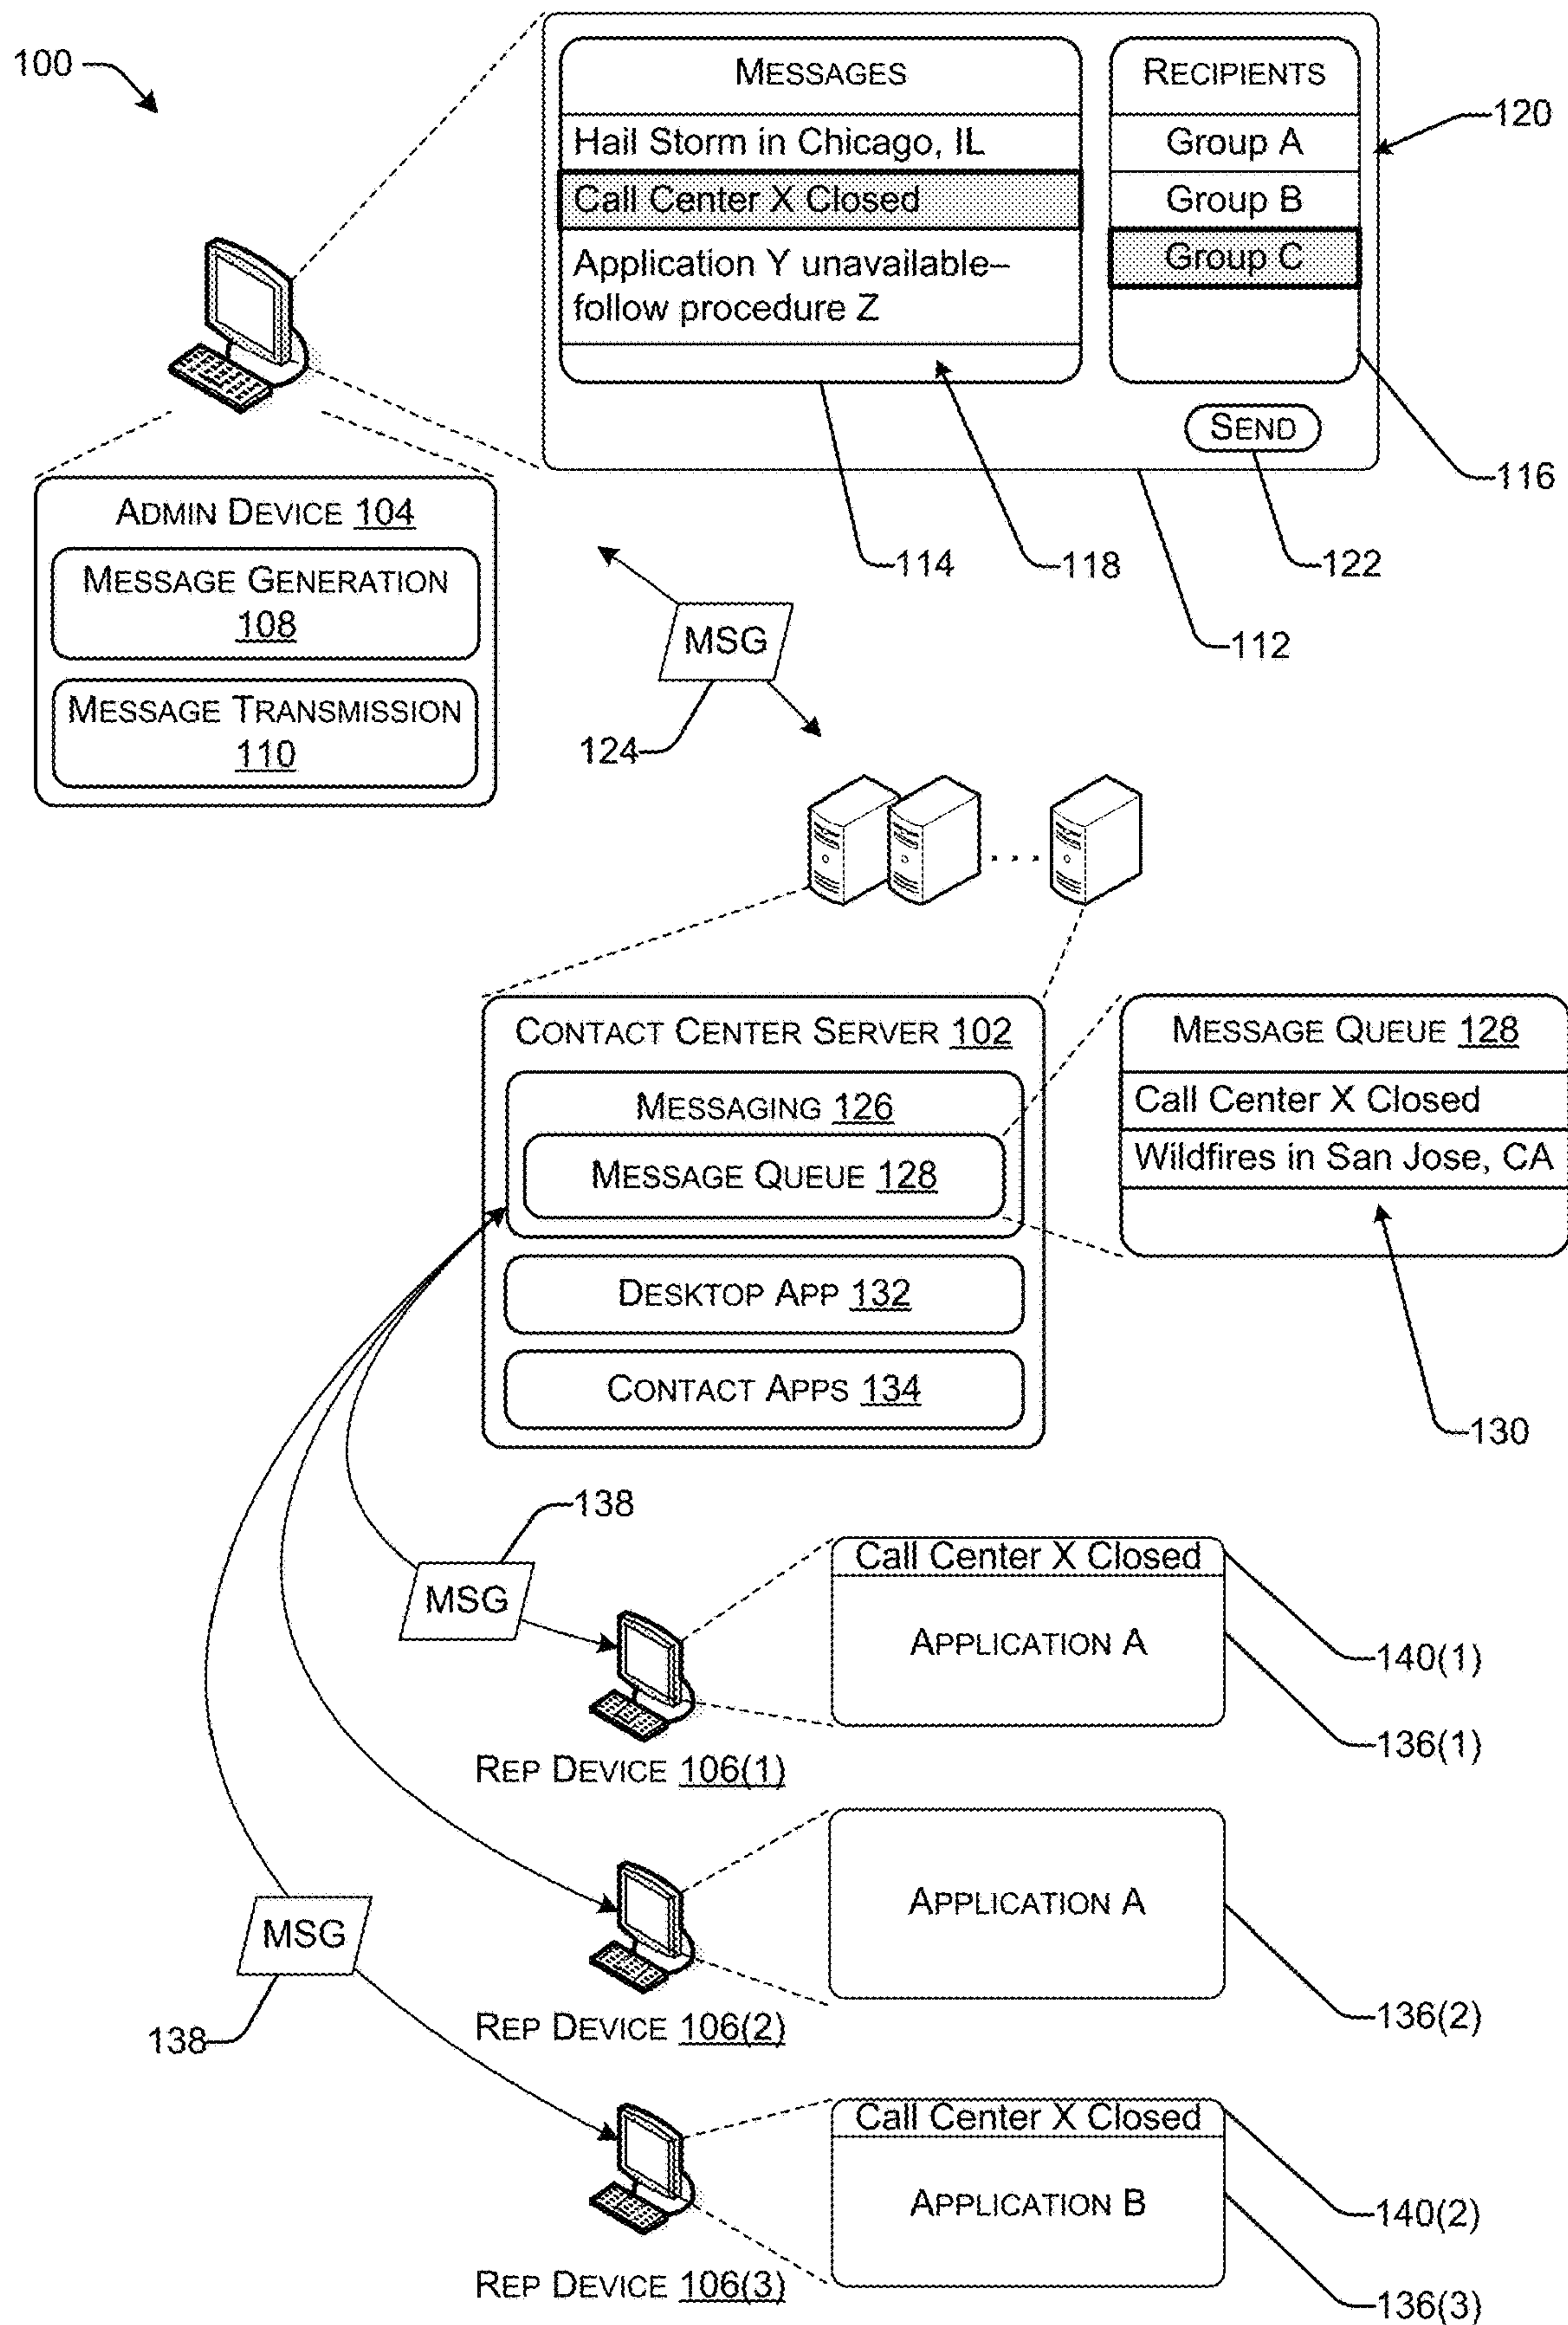 100
MESSAGES
Hail Storm in Chicago, IL
Call Center X Closed
Application Y unavailable–
follow procedure Z
RECIPIENTS
Group A
Group B
Group C
SEND
120
116
122
112
118
114
ADMIN DEVICE 104
MESSAGE GENERATION
108
MESSAGE TRANSMISSION
110
MSG
124
CONTACT CENTER SERVER 102
MESSAGING 126
MESSAGE QUEUE 128
DESKTOP APP 132
CONTACT APPS 134
MESSAGE QUEUE 128
Call Center X Closed
Wildfires in San Jose, CA
130
138
MSG
Call Center X Closed
APPLICATION A
140(1)
136(1)
REP DEVICE 106(1)
APPLICATION A
136(2)
REP DEVICE 106(2)
MSG
138
Call Center X Closed
APPLICATION B
140(2)
136(3)
REP DEVICE 106(3)